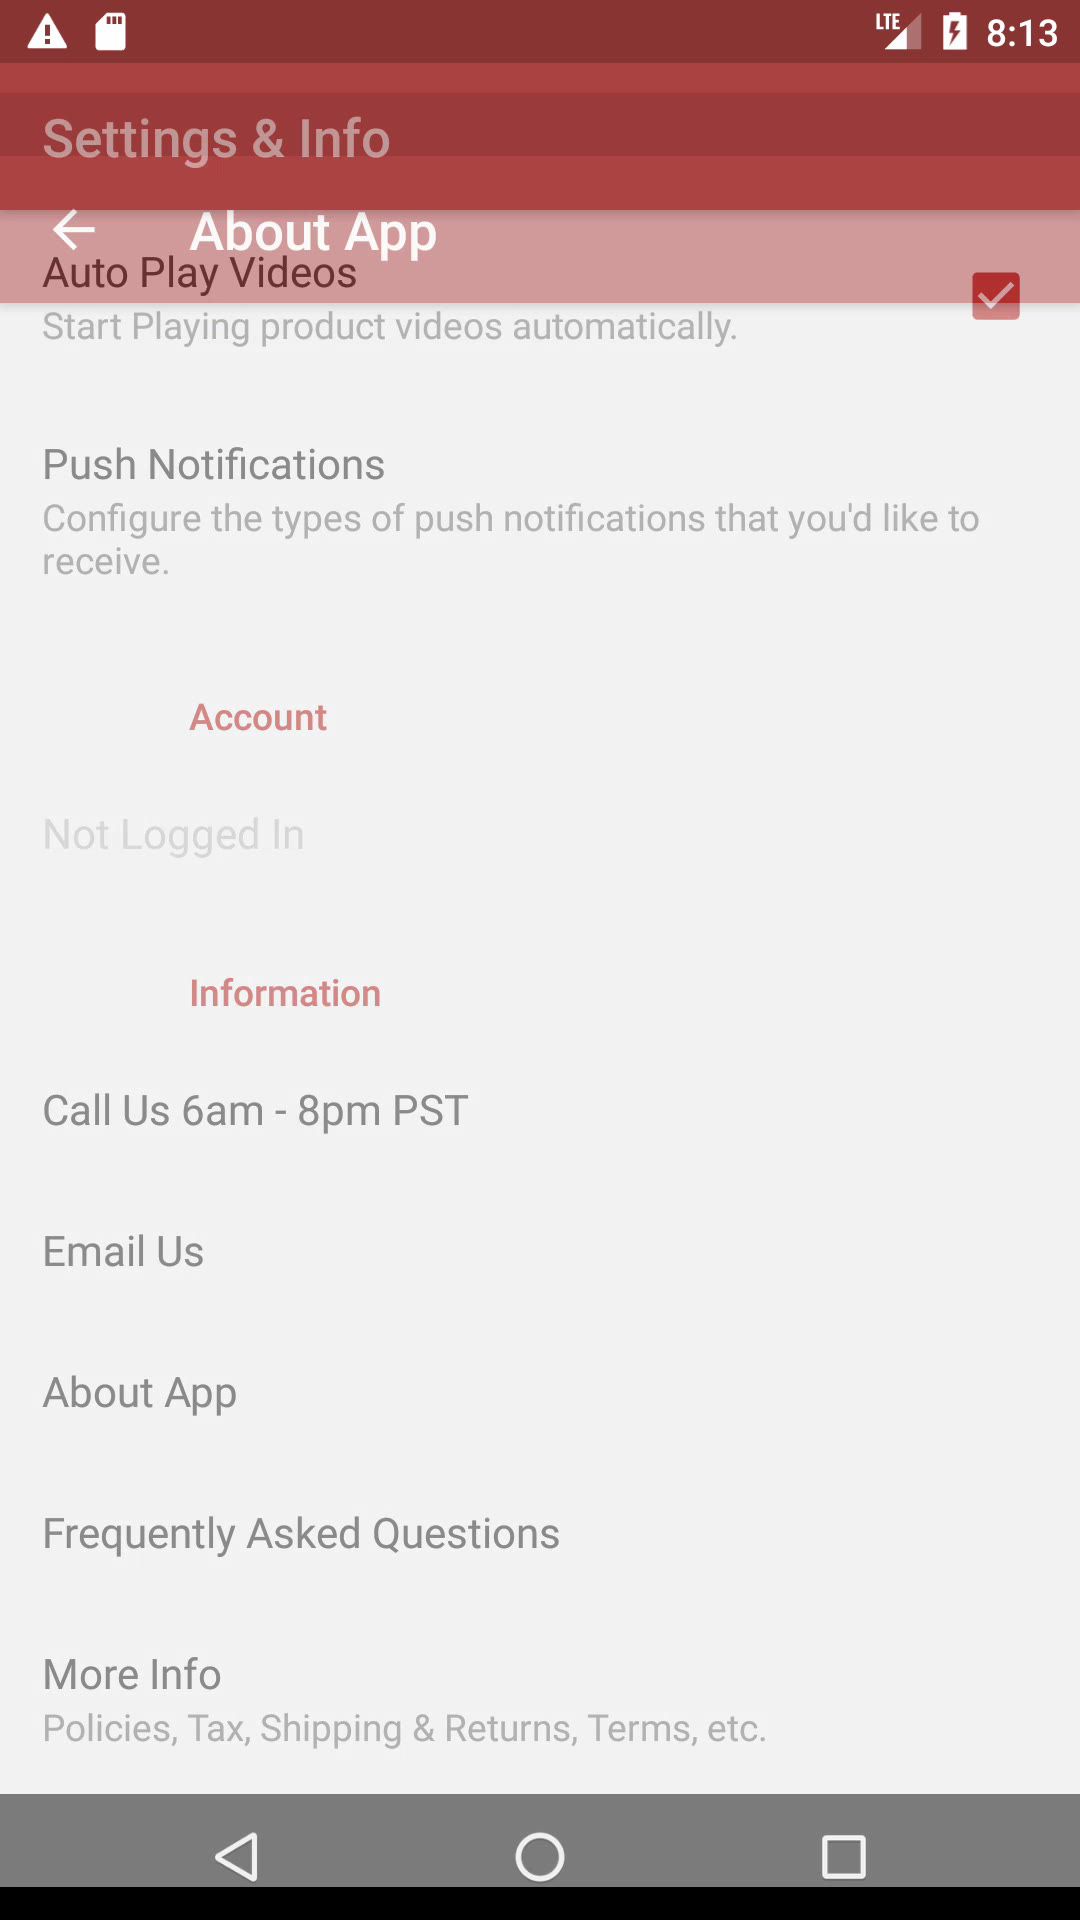 LTE 8:13
Settings & Info
About App
Auto Play Videos
Start Playing product videos automatically.
Push Notifications
Configure the types of push notifications that you'd like to
receive.
Account
Not Logged In
Information
Call Us 6am - 8pm PST
Email Us
About App
Frequently Asked Questions
More Info
Policies, Tax, Shipping & Returns, Terms, etc.